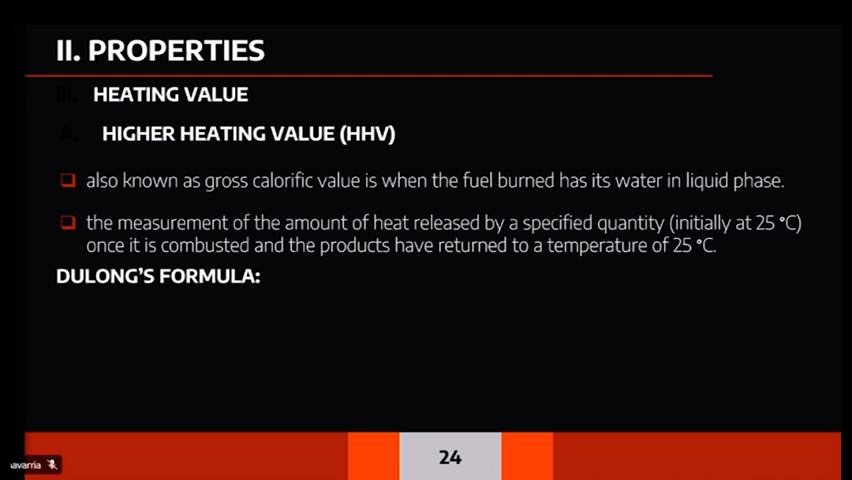 II. PROPERTIES
iii. HEATING VALUE
A. HIGHER HEATING VALUE (HHV)
also known as gross calorific value is when the fuel burned has its water in liquid phase.
the measurement of the amount of heat released by a specified quantity (initially at 25 °C)
once it is combusted and the products have returned to a temperature of 25 °C.
DULONG'S FORMULA:
24
avarria